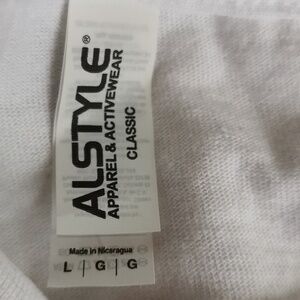 ALSTYLE®
APPAREL & ACTIVEWEAR
CLASSIC
Made in Nicaragua
L | G | G